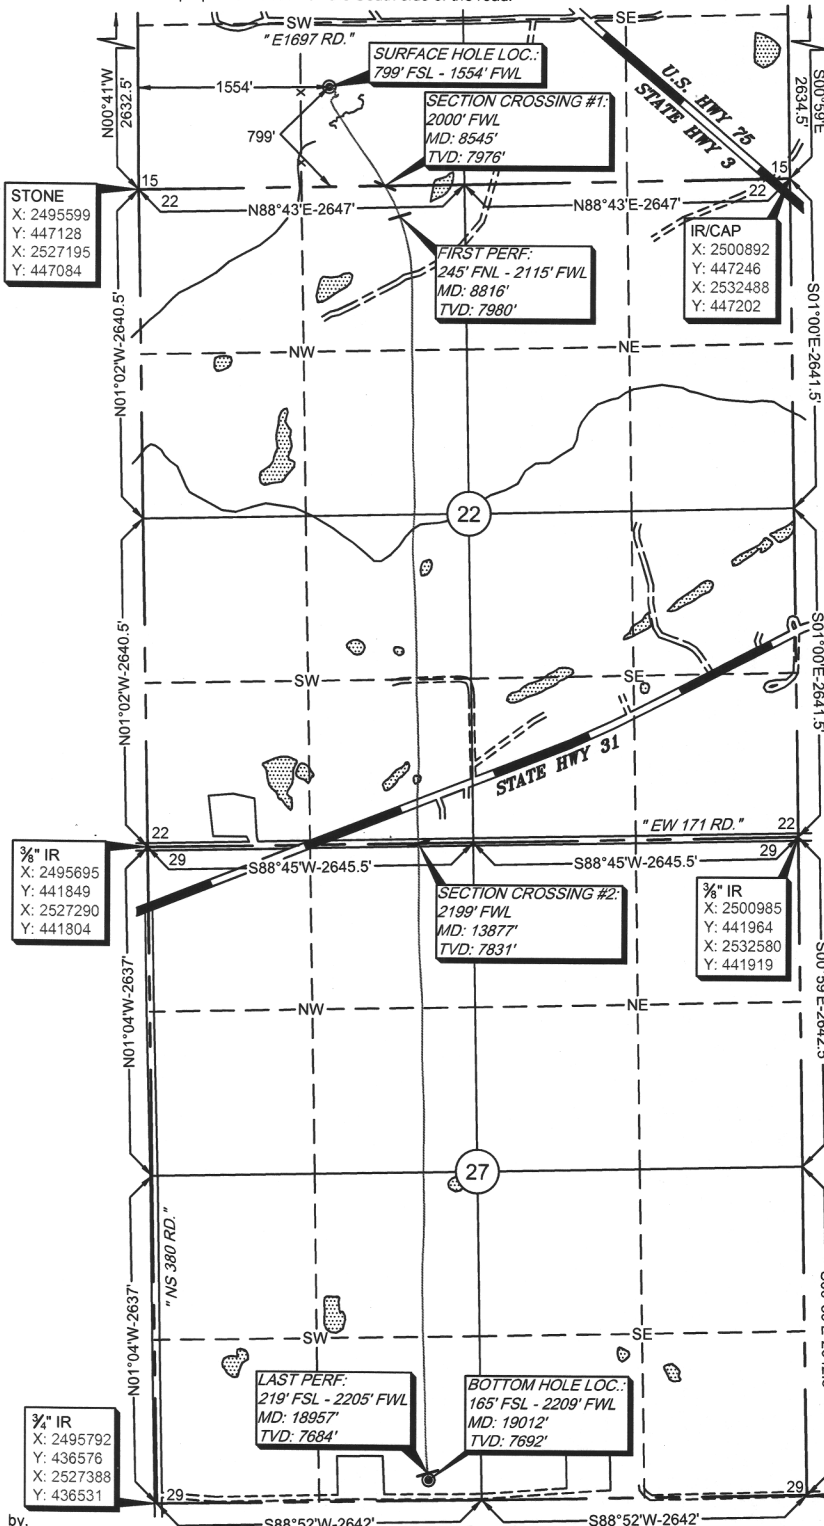 SW
SE
"E1697 RD."
SURFACE HOLE LOC.:
799' FSL - 1554' FWL
1554'
799'
N00°41'W
2632.5'
U.S. HWY 75
STATE HWY 3
S00°59'E
2634.5'
SECTION CROSSING #1:
2000' FWL
MD: 8545'
TVD: 7976'
15
22
15
22
STONE
X: 2495599
Y: 447128
X: 2527195
Y: 447084
N88°43'E-2647'
N88°43'E-2647'
IR/CAP
X: 2500892
Y: 447246
X: 2532488
Y: 447202
FIRST PERF:
245' FNL - 2115' FWL
MD: 8816'
TVD: 7980'
N01°02'W-2640.5'
S01°00'E-2641.5'
NW
NE
22
N01°02'W-2640.5'
S01°00'E-2641.5'
SW
SE
STATE HWY 31
"EW 171 RD."
22
29
22
29
⅜" IR
X: 2495695
Y: 441849
X: 2527290
Y: 441804
S88°45'W-2645.5'
S88°45'W-2645.5'
SECTION CROSSING #2:
2199' FWL
MD: 13877'
TVD: 7831'
⅜" IR
X: 2500985
Y: 441964
X: 2532580
Y: 441919
N01°04'W-2637'
S00°59'E-2642.5'
NW
NE
27
"NS 380 RD."
N01°04'W-2637'
SW
SE
LAST PERF:
219' FSL - 2205' FWL
MD: 18957'
TVD: 7684'
BOTTOM HOLE LOC.:
165' FSL - 2209' FWL
MD: 19012'
TVD: 7692'
¾" IR
X: 2495792
Y: 436576
X: 2527388
Y: 436531
29
29
S88°52'W-2642'
S88°52'W-2642'
by.